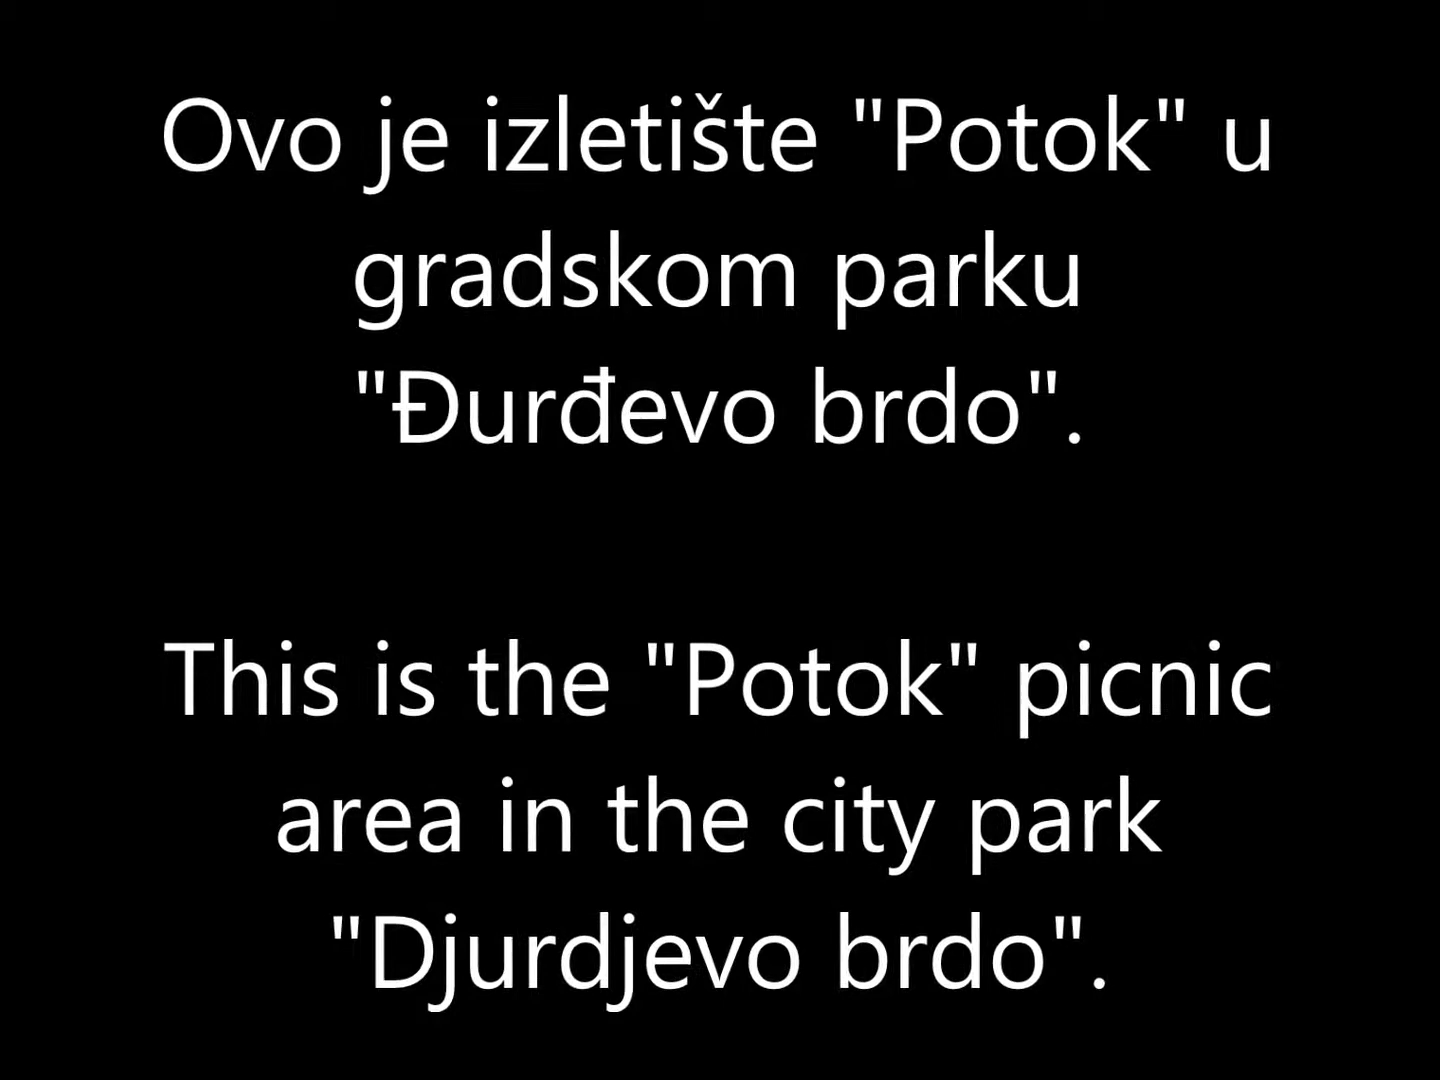 Ovo je izletište "Potok" u
gradskom parku
"Đurđevo brdo".
This is the "Potok" picnic
area in the city park
"Djurdjevo brdo".